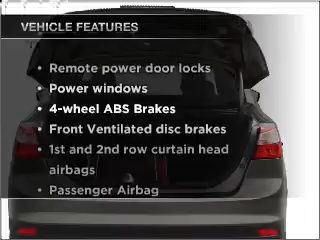 VEHICLE FEATURES
• Remote power door locks
• Power windows
• 4-wheel ABS Brakes
• Front Ventilated disc brakes
• 1st and 2nd row curtain head
airbags
• Passenger Airbag